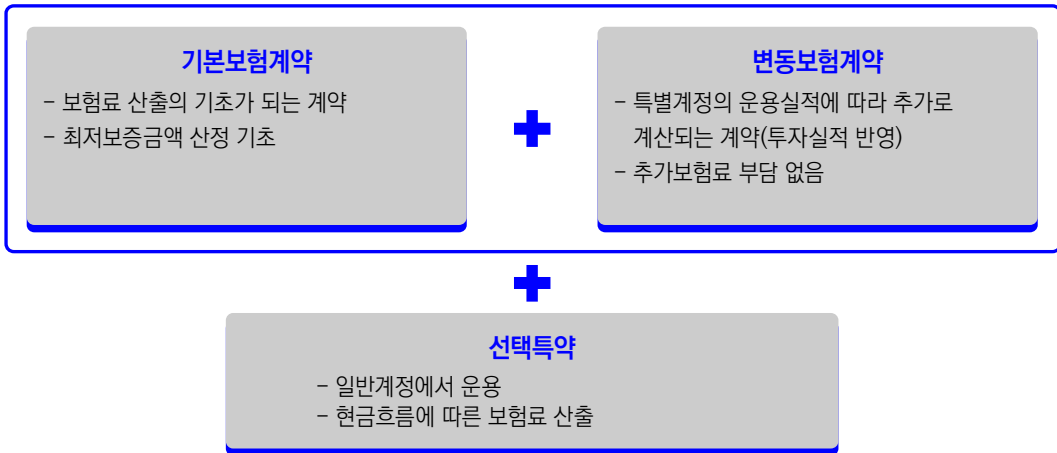 기본보험계약
- 보험료 산출의 기초가 되는 계약
- 최저보증금액 산정 기초
변동보험계약
- 특별계정의 운용실적에 따라 추가로
계산되는 계약(투자실적 반영)
- 추가보험료 부담 없음
선택특약
- 일반계정에서 운용
- 현금흐름에 따른 보험료 산출